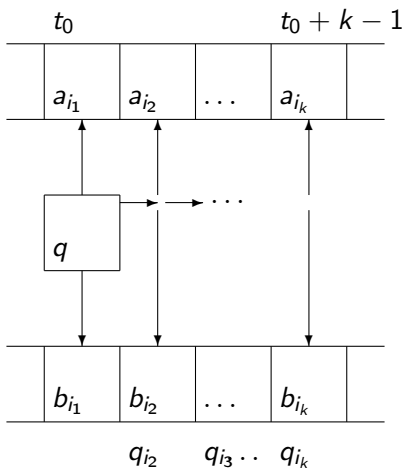 t₀ t₀ + k − 1
aᵢ₁ aᵢ₂ ... aᵢₖ
...
q
bᵢ₁ bᵢ₂ ... bᵢₖ
qᵢ₂ qᵢ₃ .. qᵢₖ